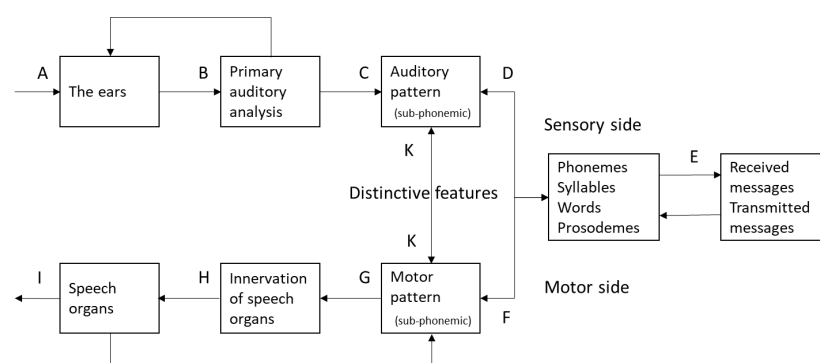 A
The ears
B
Primary
auditory
analysis
C
Auditory
pattern
(sub-phonemic)
D
Sensory side
K
Distinctive features
K
Phonemes
Syllables
Words
Prosodemes
E
Received
messages
Transmitted
messages
I
Speech
organs
H
Innervation
of speech
organs
G
Motor
pattern
(sub-phonemic)
F
Motor side